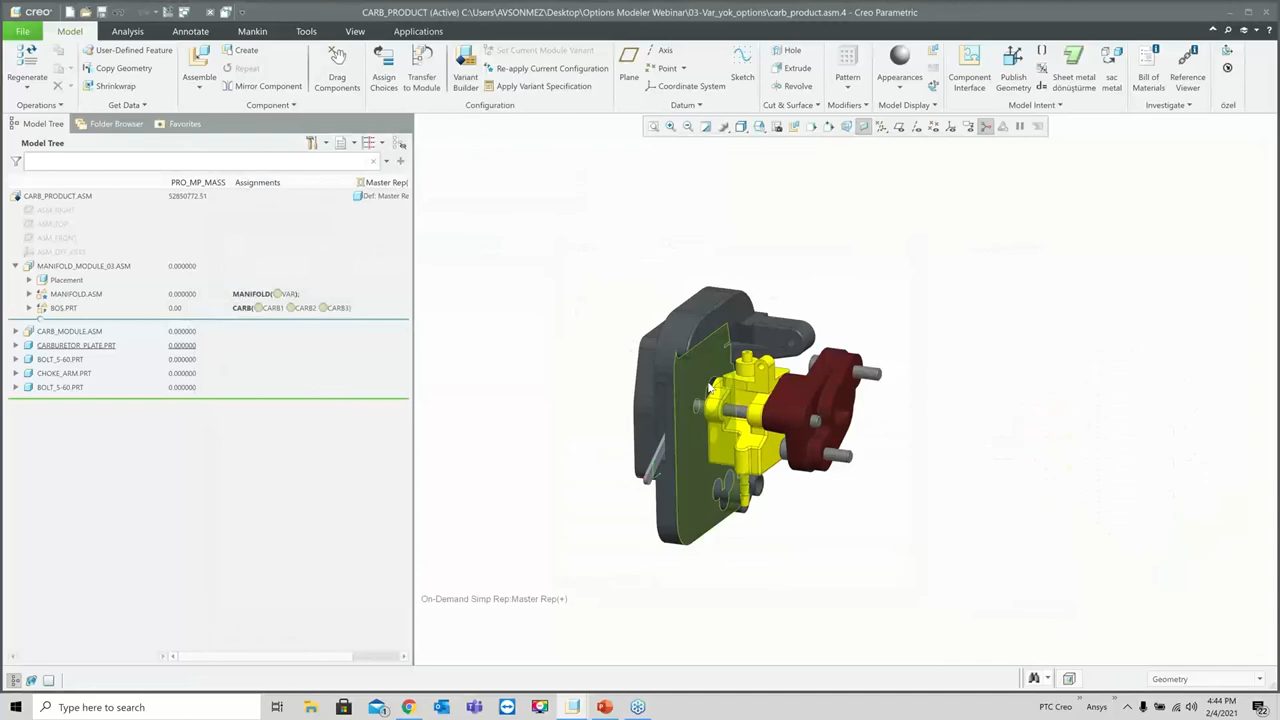 creo
CARB_PRODUCT (Active) C:\Users\AVSONMEZ\Desktop\Options Modeler Webinar\03-Var_yok_options\carb_product.asm.4 - Creo Parametric
File Model Analysis Annotate Mankin Tools Applications
Tools View
Regenerate
User-Defined Feature
Copy Geometry
Shrinkwrap
Assemble
Create
Repeat
Mirror Component
Drag Components
Assign Choices
Transfer to Module
Variant Builder
Set Current Module Variant
Re-apply Current Configuration
Apply Variant Specification
Plane
Axis
Point
Coordinate System
Sketch
Hole
Extrude
Revolve
Pattern
Appearances
Component Interface
Publish Geometry
Sheet metal dönüştürme
sac metal
Bill of Materials
Reference Viewer
Operations Get Data Component Configuration Datum Cut & Surface Modifiers Model Display Model Intent Investigate özel
Model Tree Folder Browser Favorites
Model Tree
PRO_MP_MASS Assignments Master Rep(
CARB_PRODUCT.ASM 52850772.51 Def: Master Re
ASM_RIGHT
ASM_TOP
ASM_FRONT
MANIFOLD_MODULE_03.ASM 0.000000
Placement
MANIFOLD.ASM 0.000000 MANIFOLD( VAR);
BOS.PRT 0.00 CARB( CARB1 CARB2 CARB3)
CARB_MODULE.ASM 0.000000
CARBURETOR_PLATE.PRT 0.000000
BOLT_5-60.PRT 0.000000
CHOKE_ARM.PRT 0.000000
BOLT_5-60.PRT 0.000000
On-Demand Simp Rep:Master Rep(+)
Geometry
Type here to search
PTC Creo Ansys
4:44 PM
2/4/2021
22